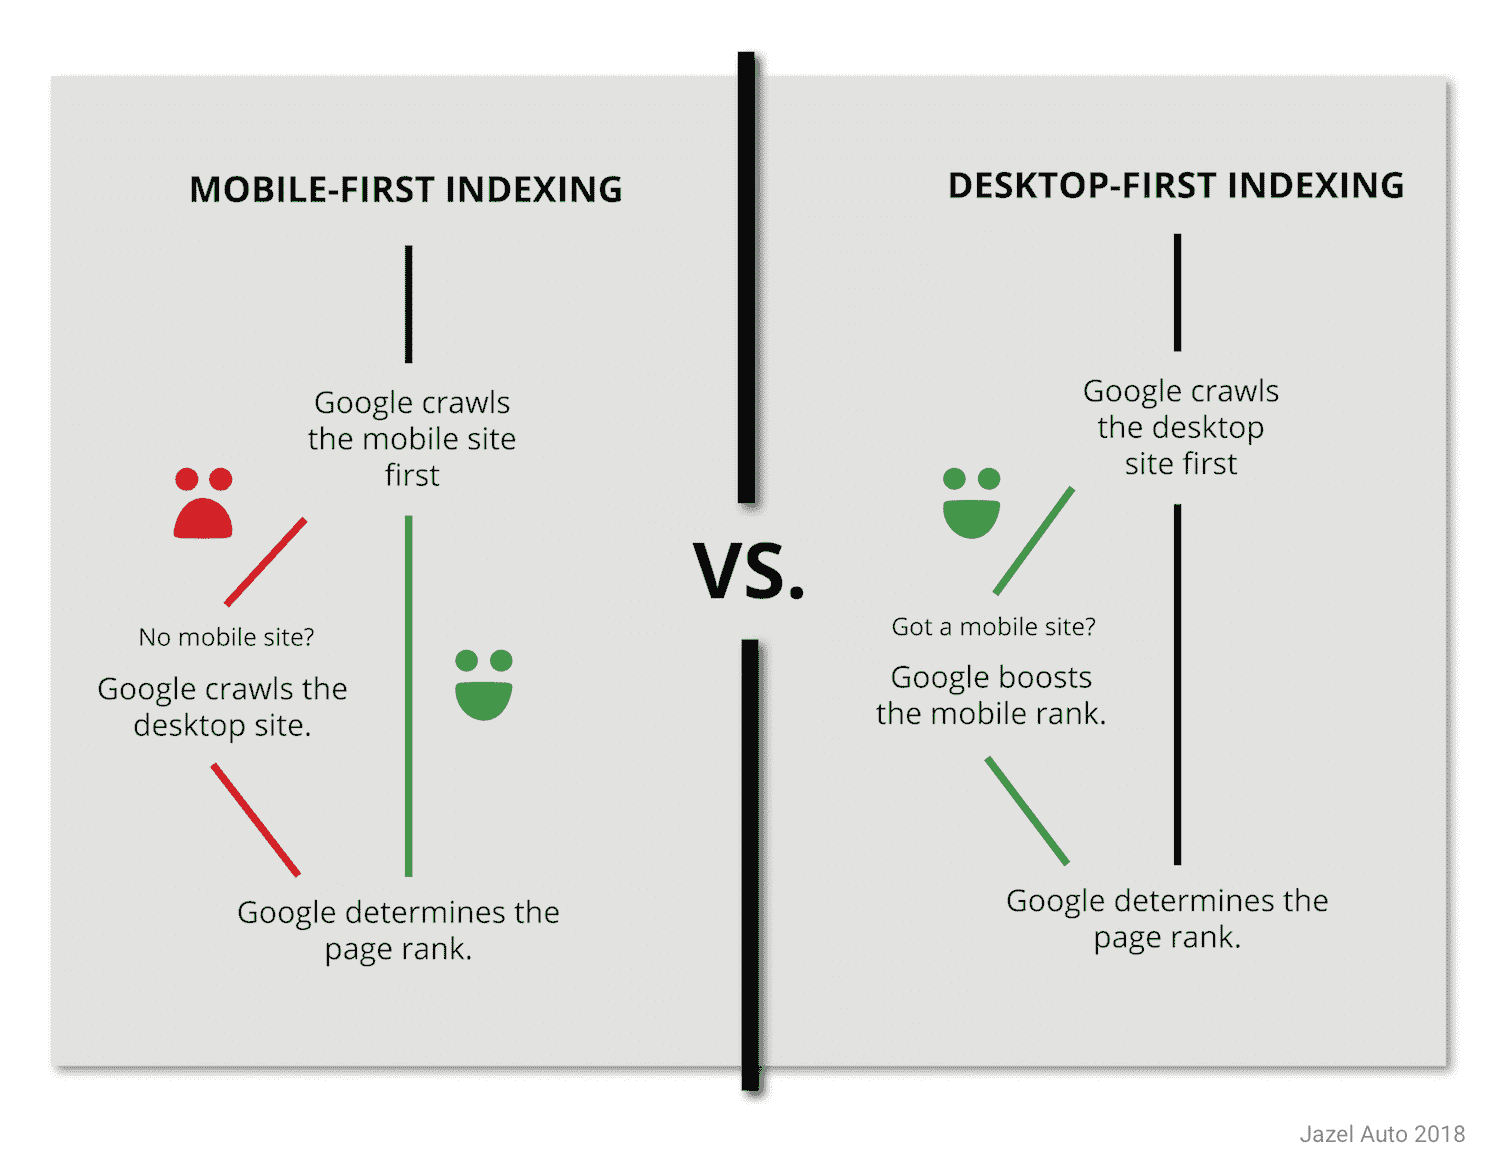 MOBILE-FIRST INDEXING
Google crawls
the mobile site
first
No mobile site?
Google crawls the
desktop site.
Google determines the
page rank.
VS.
DESKTOP-FIRST INDEXING
Google crawls
the desktop
site first
Got a mobile site?
Google boosts
the mobile rank.
Google determines the
page rank.
Jazel Auto 2018